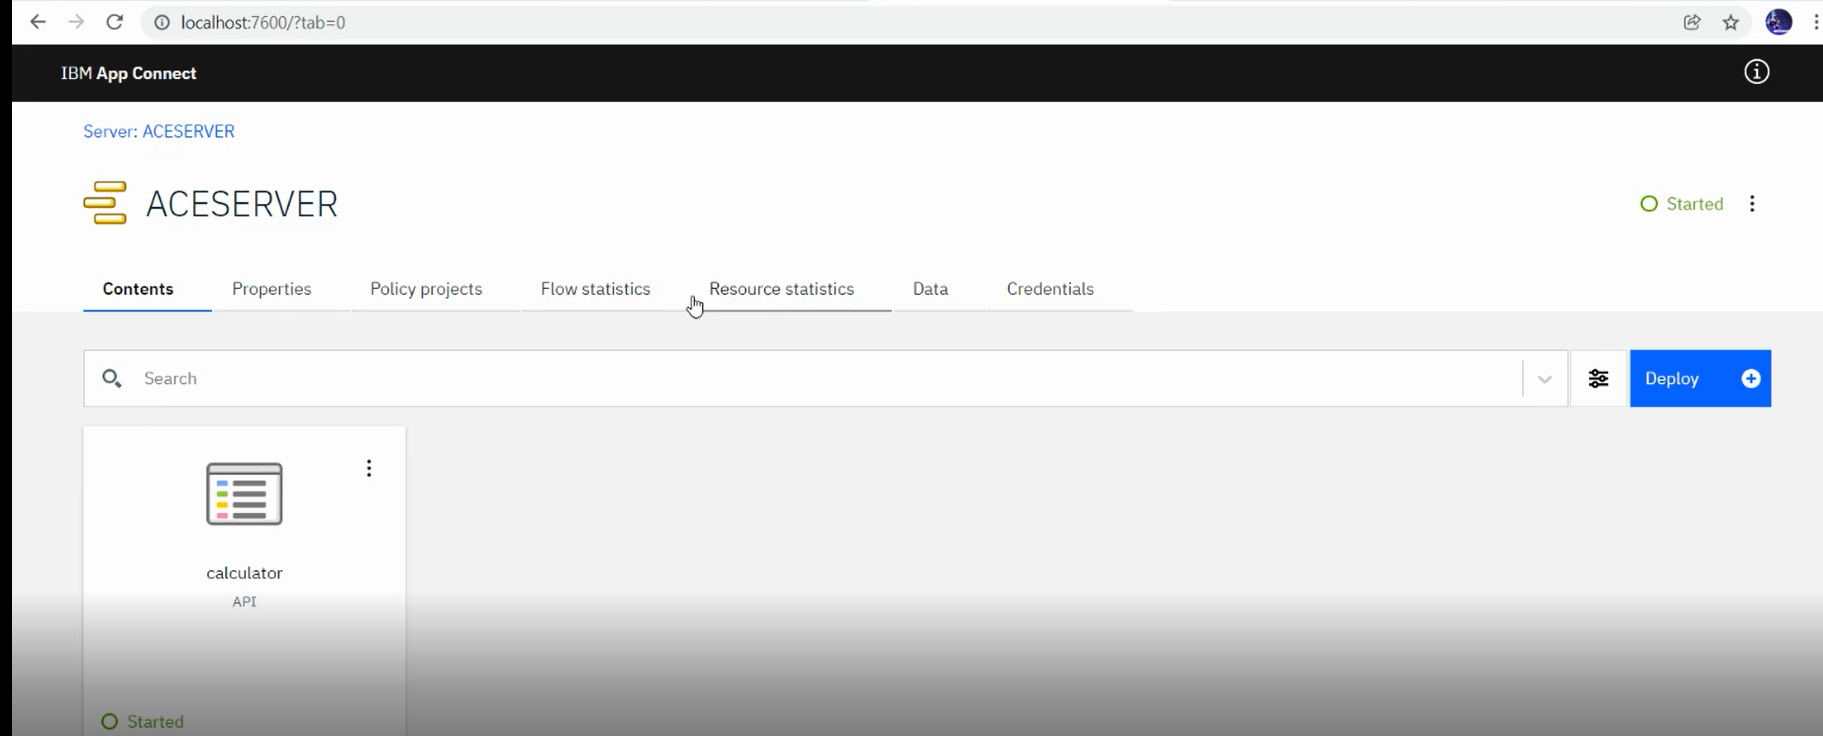 localhost:7600/?tab=0
IBM App Connect
Server: ACESERVER
ACESERVER
Started
Contents Properties Policy projects Flow statistics Resource statistics Data Credentials
Search
Deploy
calculator
API
Started